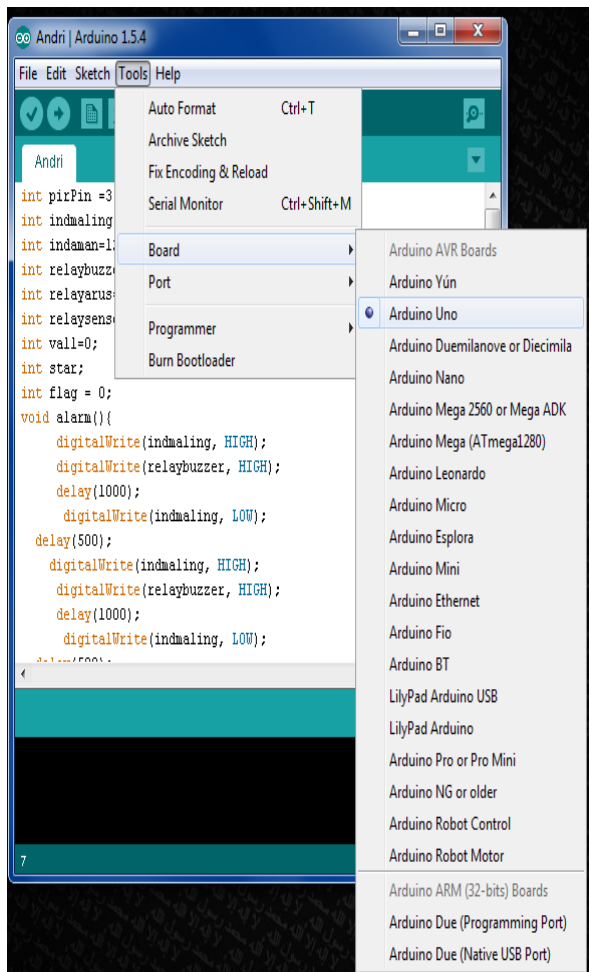 Andri | Arduino 1.5.4
File Edit Sketch Tools Help
Auto Format Ctrl+T
Archive Sketch
Fix Encoding & Reload
Serial Monitor Ctrl+Shift+M
Board
Port
Programmer
Burn Bootloader
Andri
int pirPin =3
int indmaling
int indaman=1
int relaybuzz
int relayarus
int relaysens
int vall=0;
int star;
int flag = 0;
void alarm(){
digitalWrite(indmaling, HIGH);
digitalWrite(relaybuzzer, HIGH);
delay(1000);
digitalWrite(indmaling, LOW);
delay(500);
digitalWrite(indmaling, HIGH);
digitalWrite(relaybuzzer, HIGH);
delay(1000);
digitalWrite(indmaling, LOW);
7
Arduino AVR Boards
Arduino Yún
Arduino Uno
Arduino Duemilanove or Diecimila
Arduino Nano
Arduino Mega 2560 or Mega ADK
Arduino Mega (ATmega1280)
Arduino Leonardo
Arduino Micro
Arduino Esplora
Arduino Mini
Arduino Ethernet
Arduino Fio
Arduino BT
LilyPad Arduino USB
LilyPad Arduino
Arduino Pro or Pro Mini
Arduino NG or older
Arduino Robot Control
Arduino Robot Motor
Arduino ARM (32-bits) Boards
Arduino Due (Programming Port)
Arduino Due (Native USB Port)